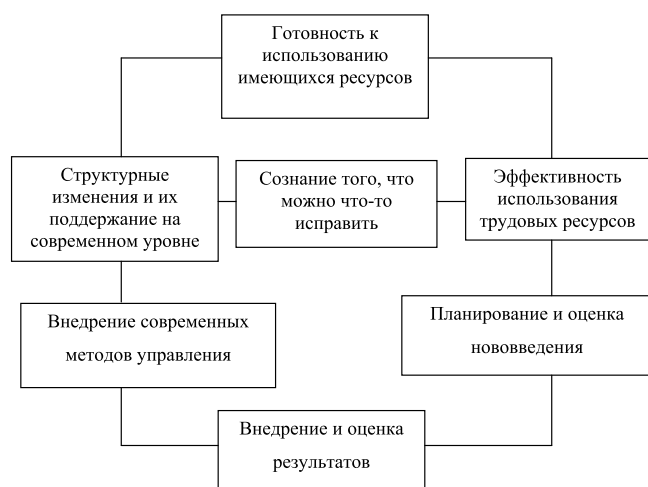 Готовность к
использованию
имеющихся ресурсов
Структурные
изменения и их
поддержание на
современном уровне
Сознание того, что
можно что-то
исправить
Эффективность
использования
трудовых ресурсов
Внедрение современных
методов управления
Планирование и оценка
нововведения
Внедрение и оценка
результатов